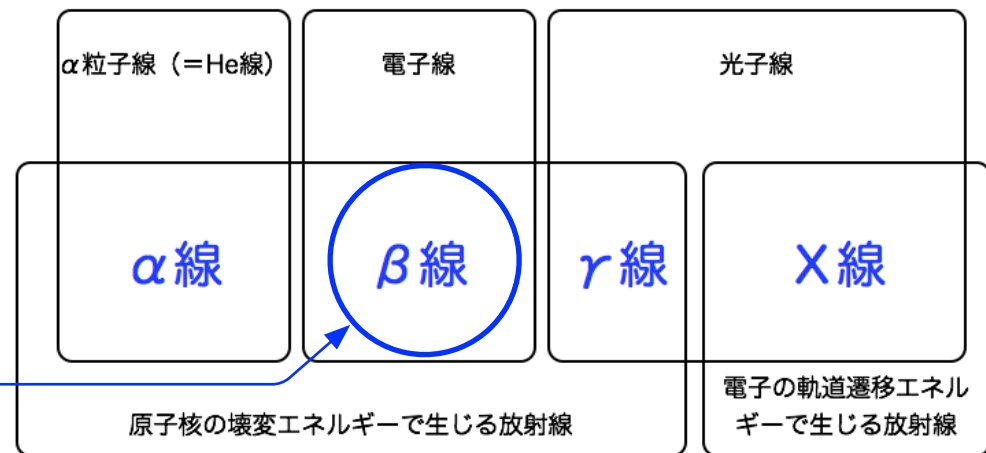 α粒子線（＝He線）
電子線
光子線
α線
β線
γ線
X線
原子核の壊変エネルギーで生じる放射線
電子の軌道遷移エネル
ギーで生じる放射線